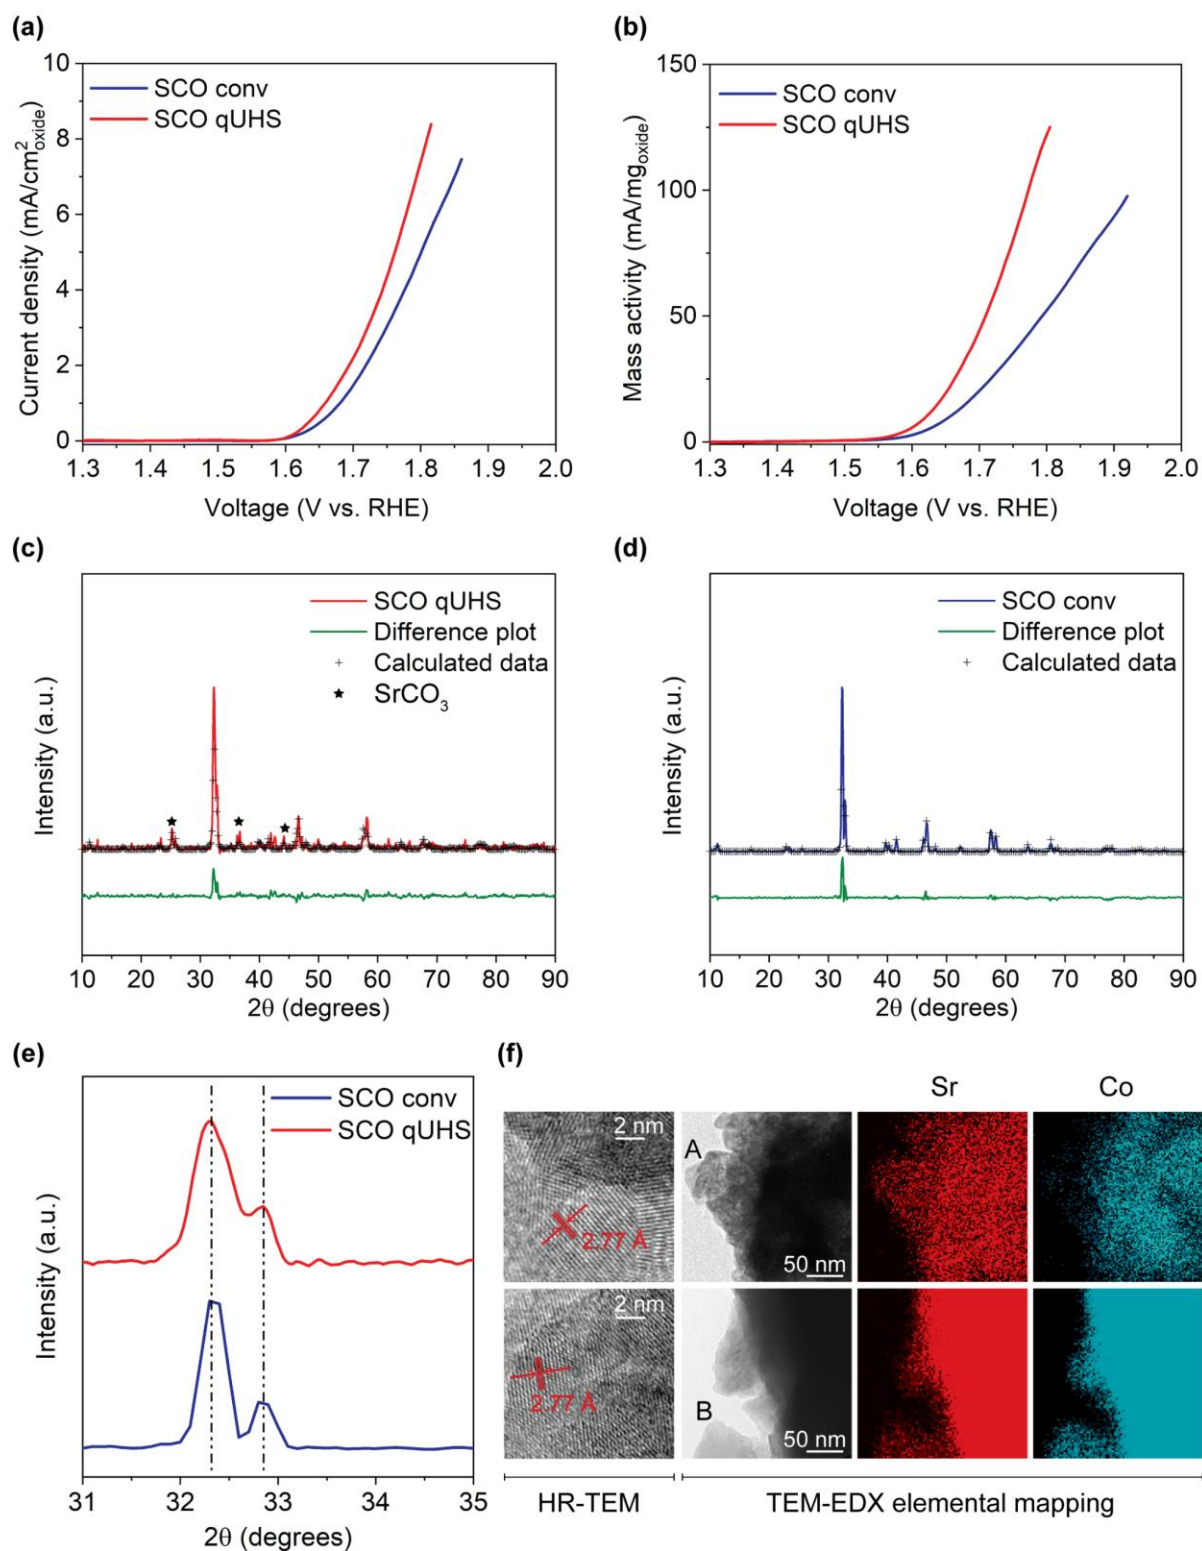 (a)
10
8
6
4
2
0
SCO conv
SCO qUHS
Current density (mA/cm²oxide)
1.3 1.4 1.5 1.6 1.7 1.8 1.9 2.0
Voltage (V vs. RHE)
(b)
150
100
50
0
SCO conv
SCO qUHS
Mass activity (mA/mgoxide)
1.3 1.4 1.5 1.6 1.7 1.8 1.9 2.0
Voltage (V vs. RHE)
(c)
SCO qUHS
Difference plot
Calculated data
SrCO₃
Intensity (a.u.)
10 20 30 40 50 60 70 80 90
2θ (degrees)
(d)
SCO conv
Difference plot
Calculated data
Intensity (a.u.)
10 20 30 40 50 60 70 80 90
2θ (degrees)
(e)
SCO conv
SCO qUHS
Intensity (a.u.)
31 32 33 34 35
2θ (degrees)
(f)
Sr Co
2 nm
2.77 Å
A
50 nm
2 nm
2.77 Å
B
50 nm
HR-TEM TEM-EDX elemental mapping